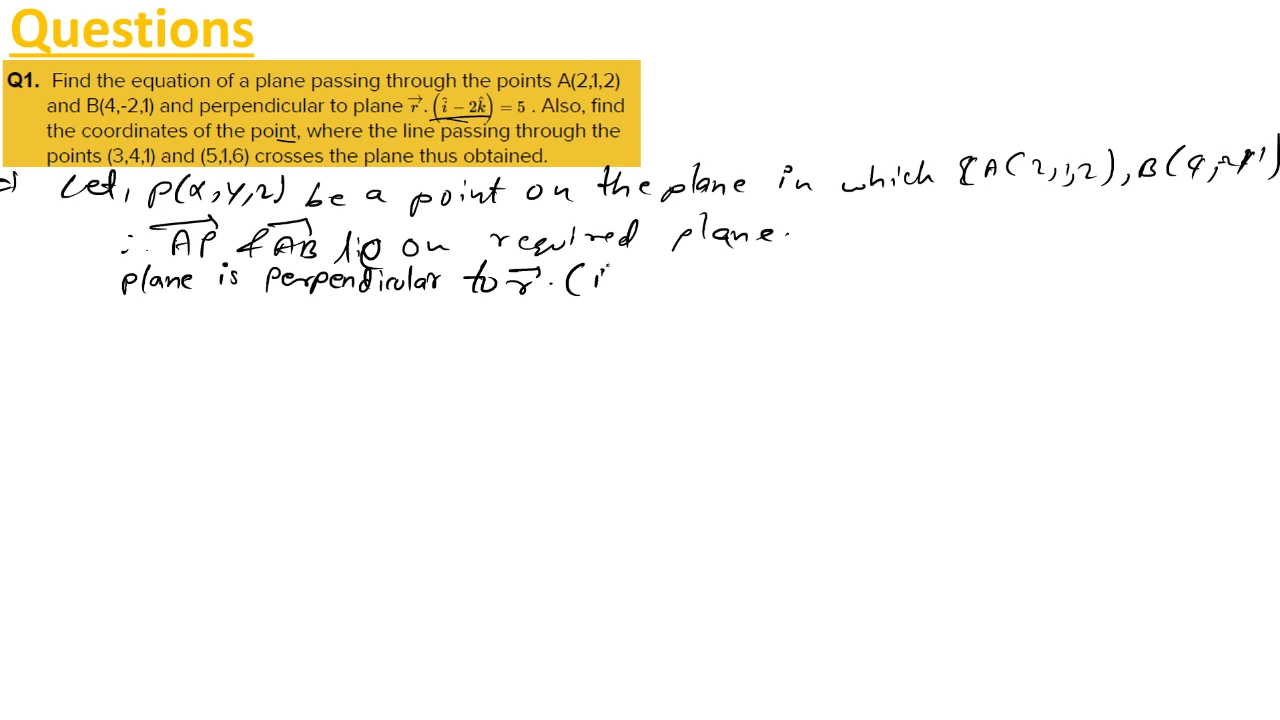 Questions
Q1. Find the equation of a plane passing through the points A(2,1,2)
and B(4,-2,1) and perpendicular to plane r⃗ . (î − 2k̂) = 5 . Also, find
the coordinates of the point, where the line passing through the
points (3,4,1) and (5,1,6) crosses the plane thus obtained.
Let, P(x,y,z) be a point on the plane in which {A(2,1,2), B(4,-2,1)
∴ AP & AB lie on required plane.
plane is perpendicular to r⃗ . (i